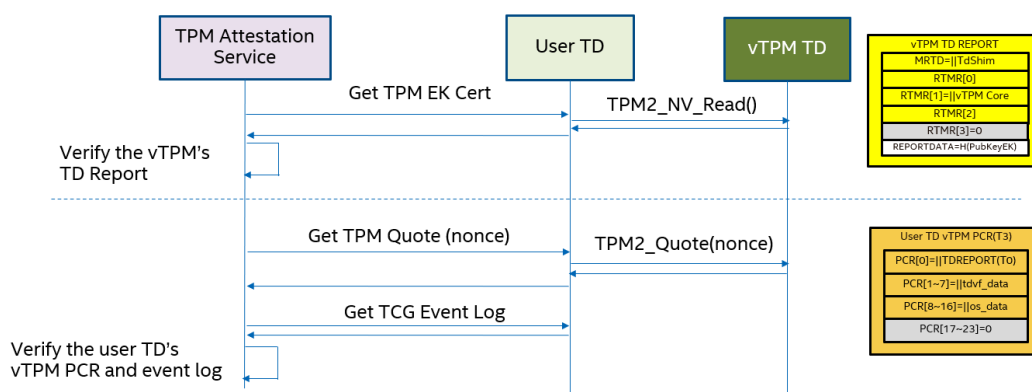 TPM Attestation
Service
User TD
vTPM TD
vTPM TD REPORT
MRTD=||TdShim
RTMR[0]
RTMR[1]=||vTPM Core
RTMR[2]
RTMR[3]=0
REPORTDATA=H(PubKeyEK)
Get TPM EK Cert
TPM2_NV_Read()
Verify the vTPM’s
TD Report
Get TPM Quote (nonce)
TPM2_Quote(nonce)
User TD vTPM PCR(T3)
PCR[0]=||TDREPORT(T0)
PCR[1~7]=||tdvf_data
PCR[8~16]=||os_data
PCR[17~23]=0
Get TCG Event Log
Verify the user TD’s
vTPM PCR and event log